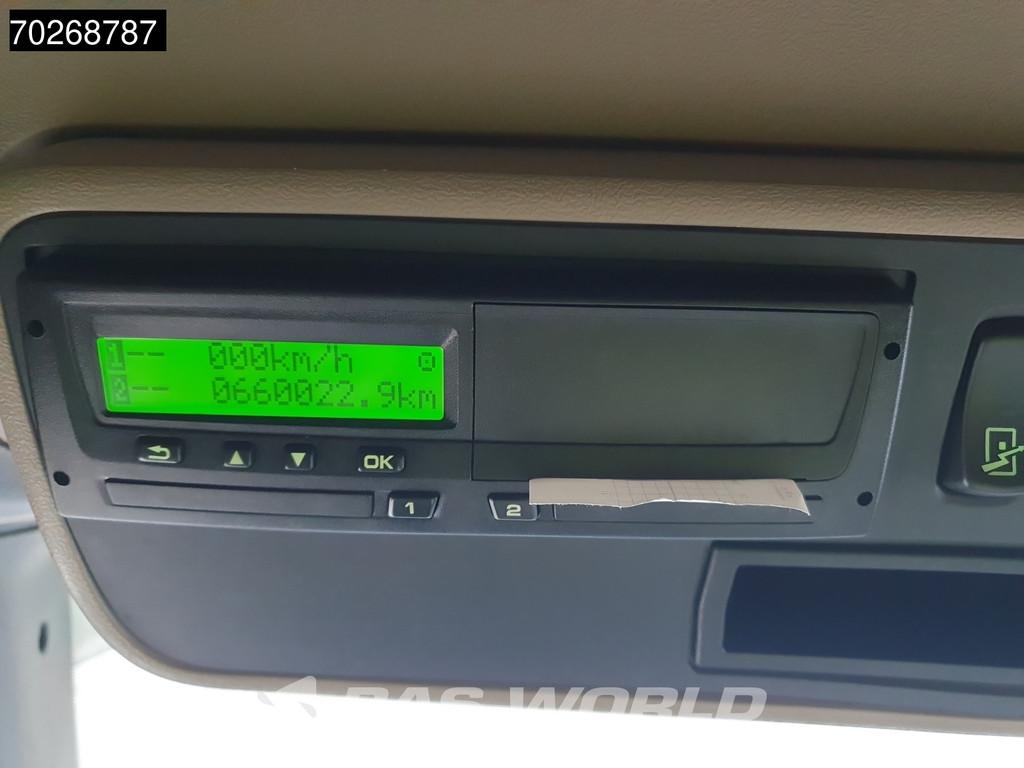 70268787
1-- 000km/h
2-- 0660022.9km
▲ ▼ OK
1 2
BAS WORLD